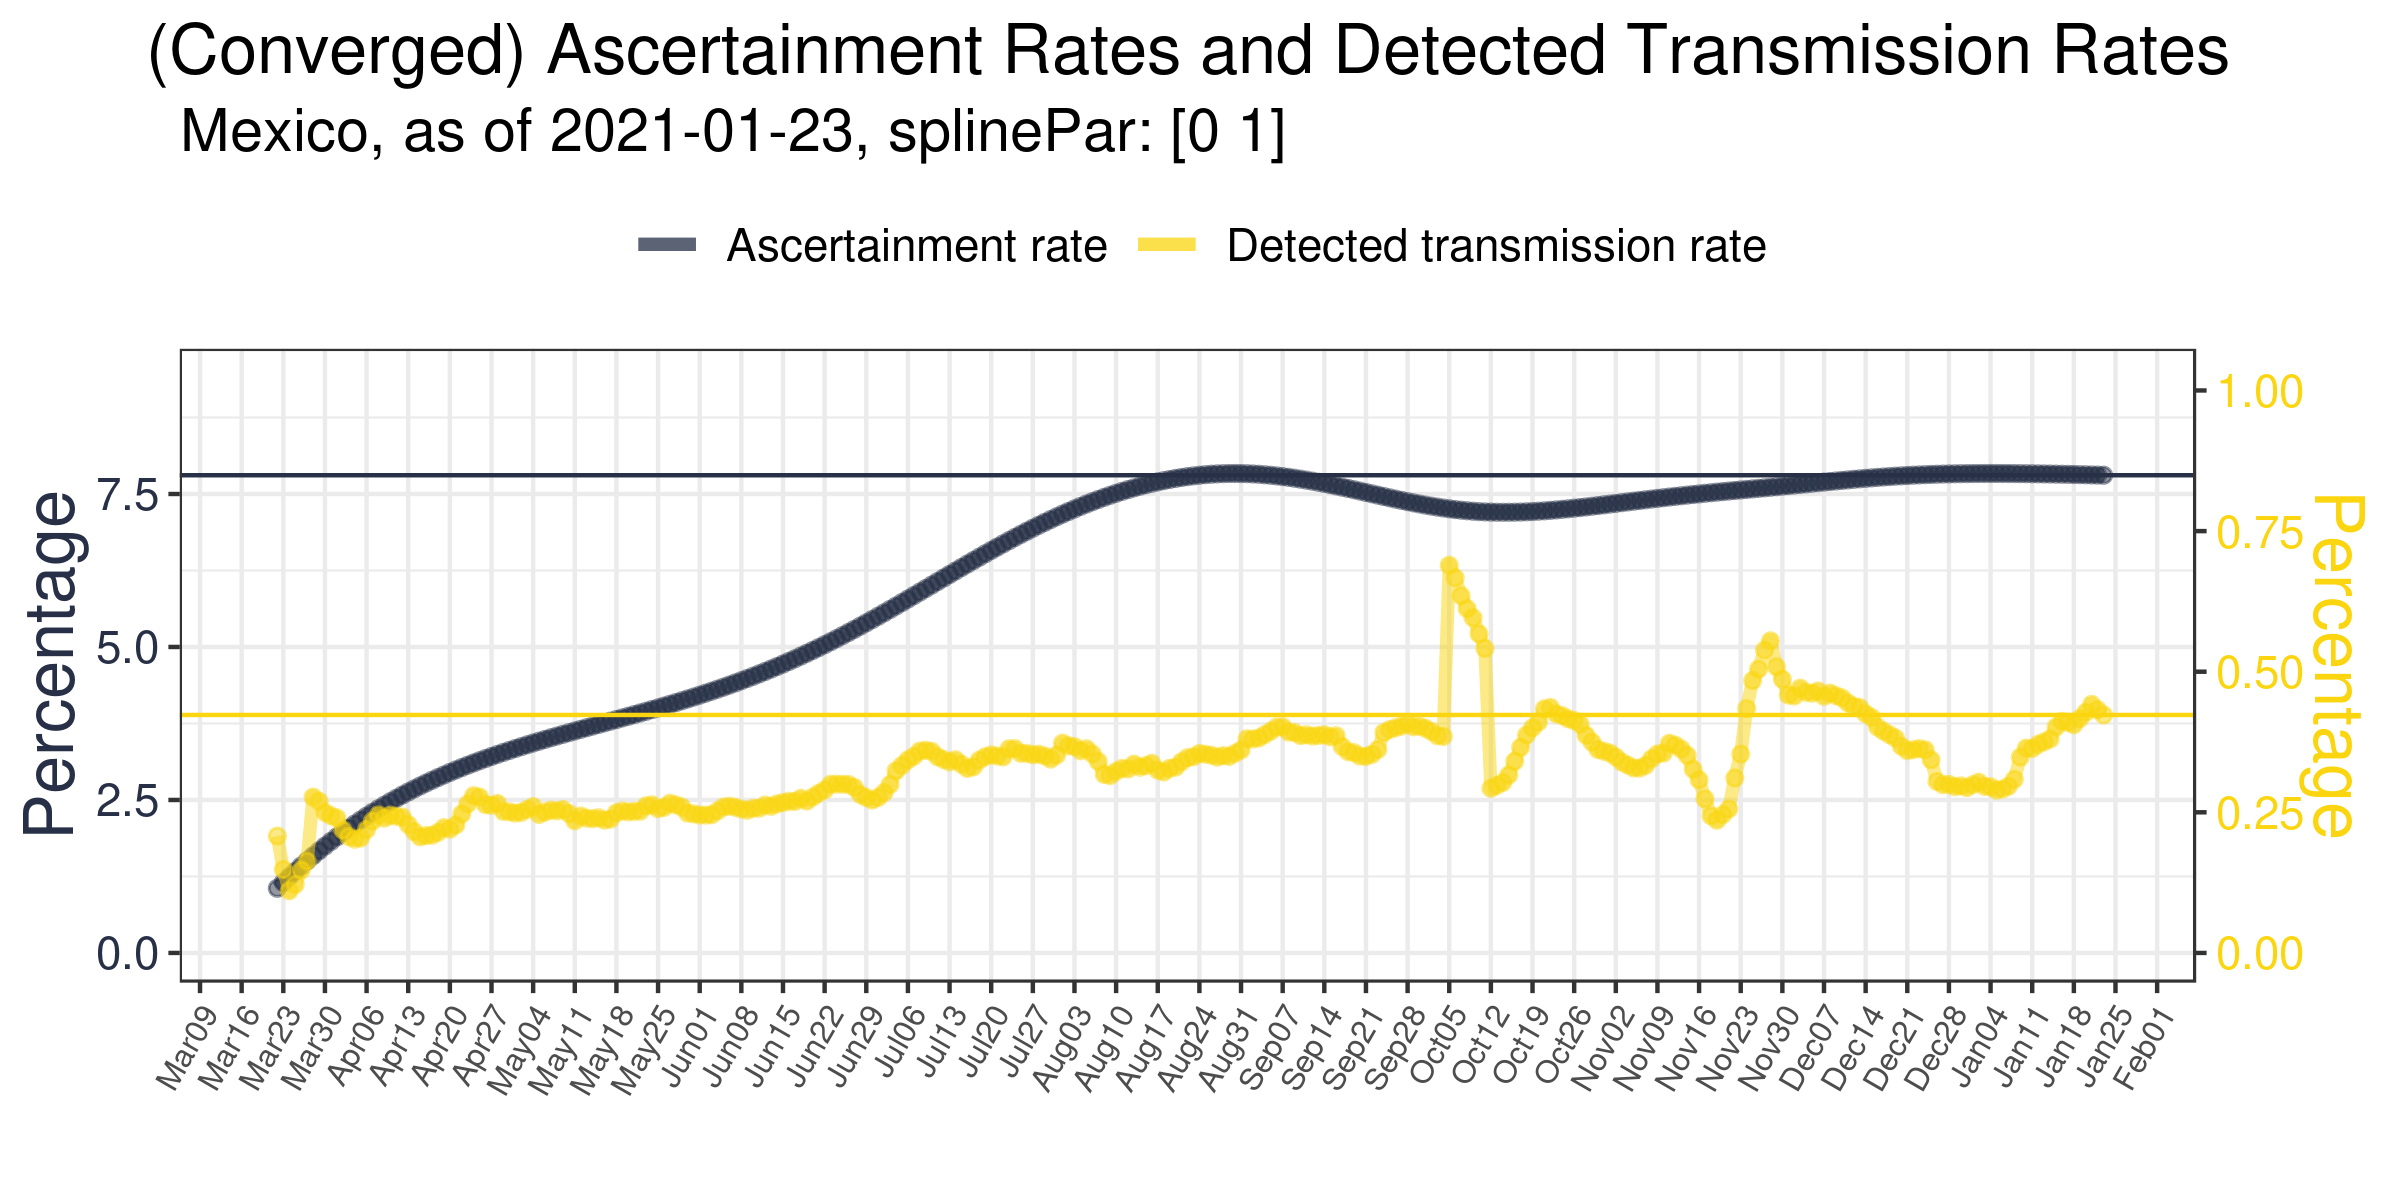 (Converged) Ascertainment Rates and Detected Transmission Rates
Mexico, as of 2021-01-23, splinePar: [0 1]
Ascertainment rate
Detected transmission rate
Percentage
7.5
5.0
2.5
0.0
1.00
0.75
0.50
0.25
0.00
Percentage
Mar09
Mar16
Mar23
Mar30
Apr06
Apr13
Apr20
Apr27
May04
May11
May18
May25
Jun01
Jun08
Jun15
Jun22
Jun29
Jul06
Jul13
Jul20
Jul27
Aug03
Aug10
Aug17
Aug24
Aug31
Sep07
Sep14
Sep21
Sep28
Oct05
Oct12
Oct19
Oct26
Nov02
Nov09
Nov16
Nov23
Nov30
Dec07
Dec14
Dec21
Dec28
Jan04
Jan11
Jan18
Jan25
Feb01